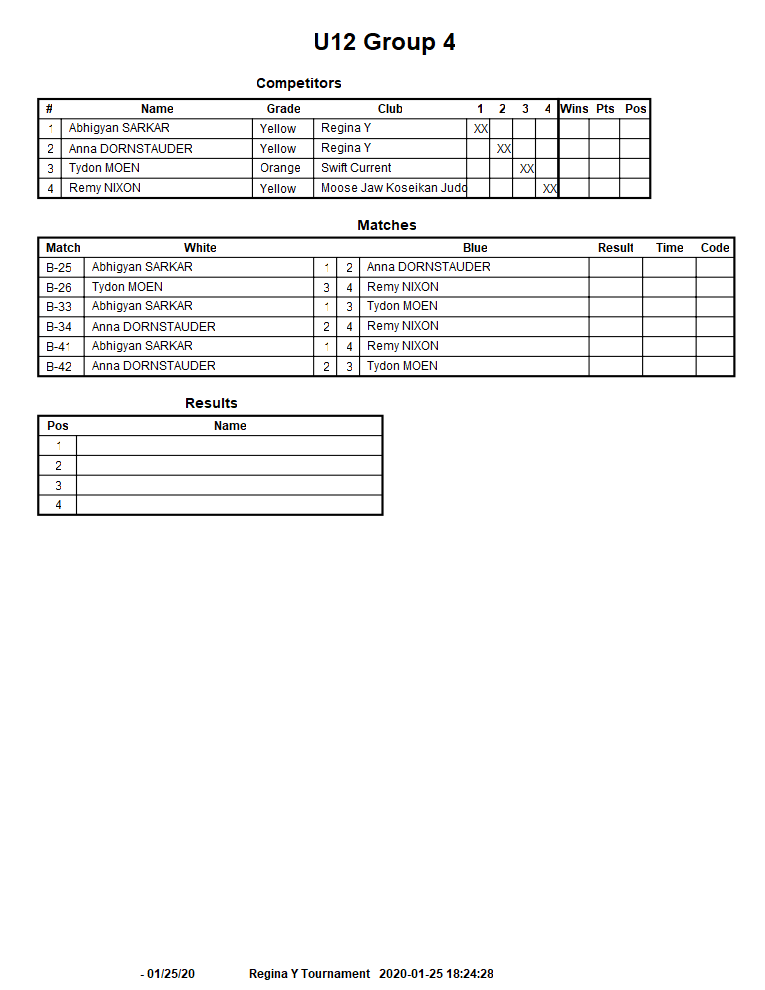 U12 Group 4
Competitors
# Name Grade Club 1 2 3 4 Wins Pts Pos
1 Abhigyan SARKAR Yellow Regina Y XX
2 Anna DORNSTAUDER Yellow Regina Y XX
3 Tydon MOEN Orange Swift Current XX
4 Remy NIXON Yellow Moose Jaw Koseikan Judo XX
Matches
Match White Blue Result Time Code
B-25 Abhigyan SARKAR 1 2 Anna DORNSTAUDER
B-26 Tydon MOEN 3 4 Remy NIXON
B-33 Abhigyan SARKAR 1 3 Tydon MOEN
B-34 Anna DORNSTAUDER 2 4 Remy NIXON
B-41 Abhigyan SARKAR 1 4 Remy NIXON
B-42 Anna DORNSTAUDER 2 3 Tydon MOEN
Results
Pos Name
1
2
3
4
- 01/25/20 Regina Y Tournament 2020-01-25 18:24:28